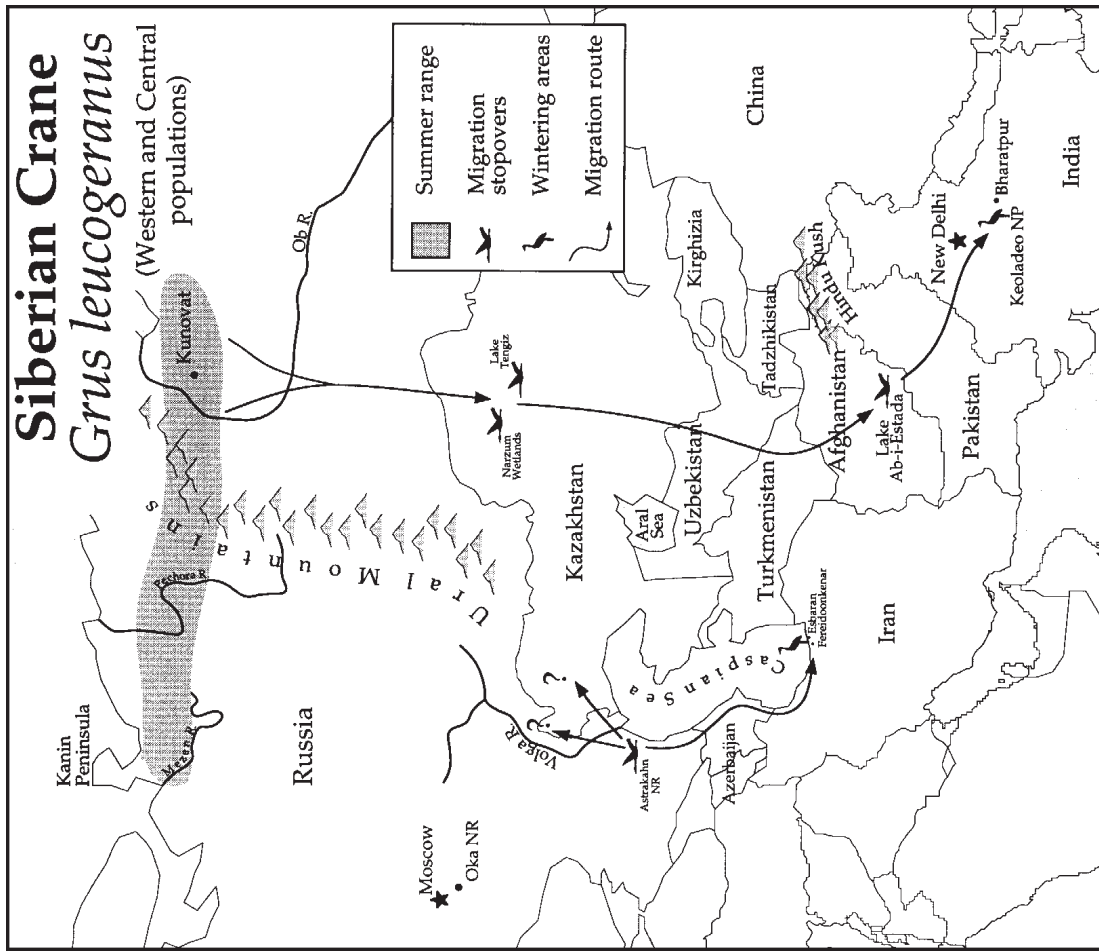 Siberian Crane
Grus leucogeranus
(Western and Central
populations)
Summer range
Migration
stopovers
Wintering areas
Migration route
Kanin
Peninsula
Mezen R.
Pechora R.
Kunovat
Ob R.
Ural Mountains
Russia
Moscow
Oka NR
Volga R.
?
?
Astrakahn
NR
Narzum
Wetlands
Lake
Tengiz
Kazakhstan
Aral
Sea
Caspian Sea
Azerbaijan
Uzbekistan
Turkmenistan
Kirghizia
Tadzhikistan
China
Esbaran
Fereidoonkenar
Iran
Afghanistan
Hindu Kush
Lake
Ab-i-Estada
Pakistan
New Delhi
Keoladeo NP
Bharatpur
India